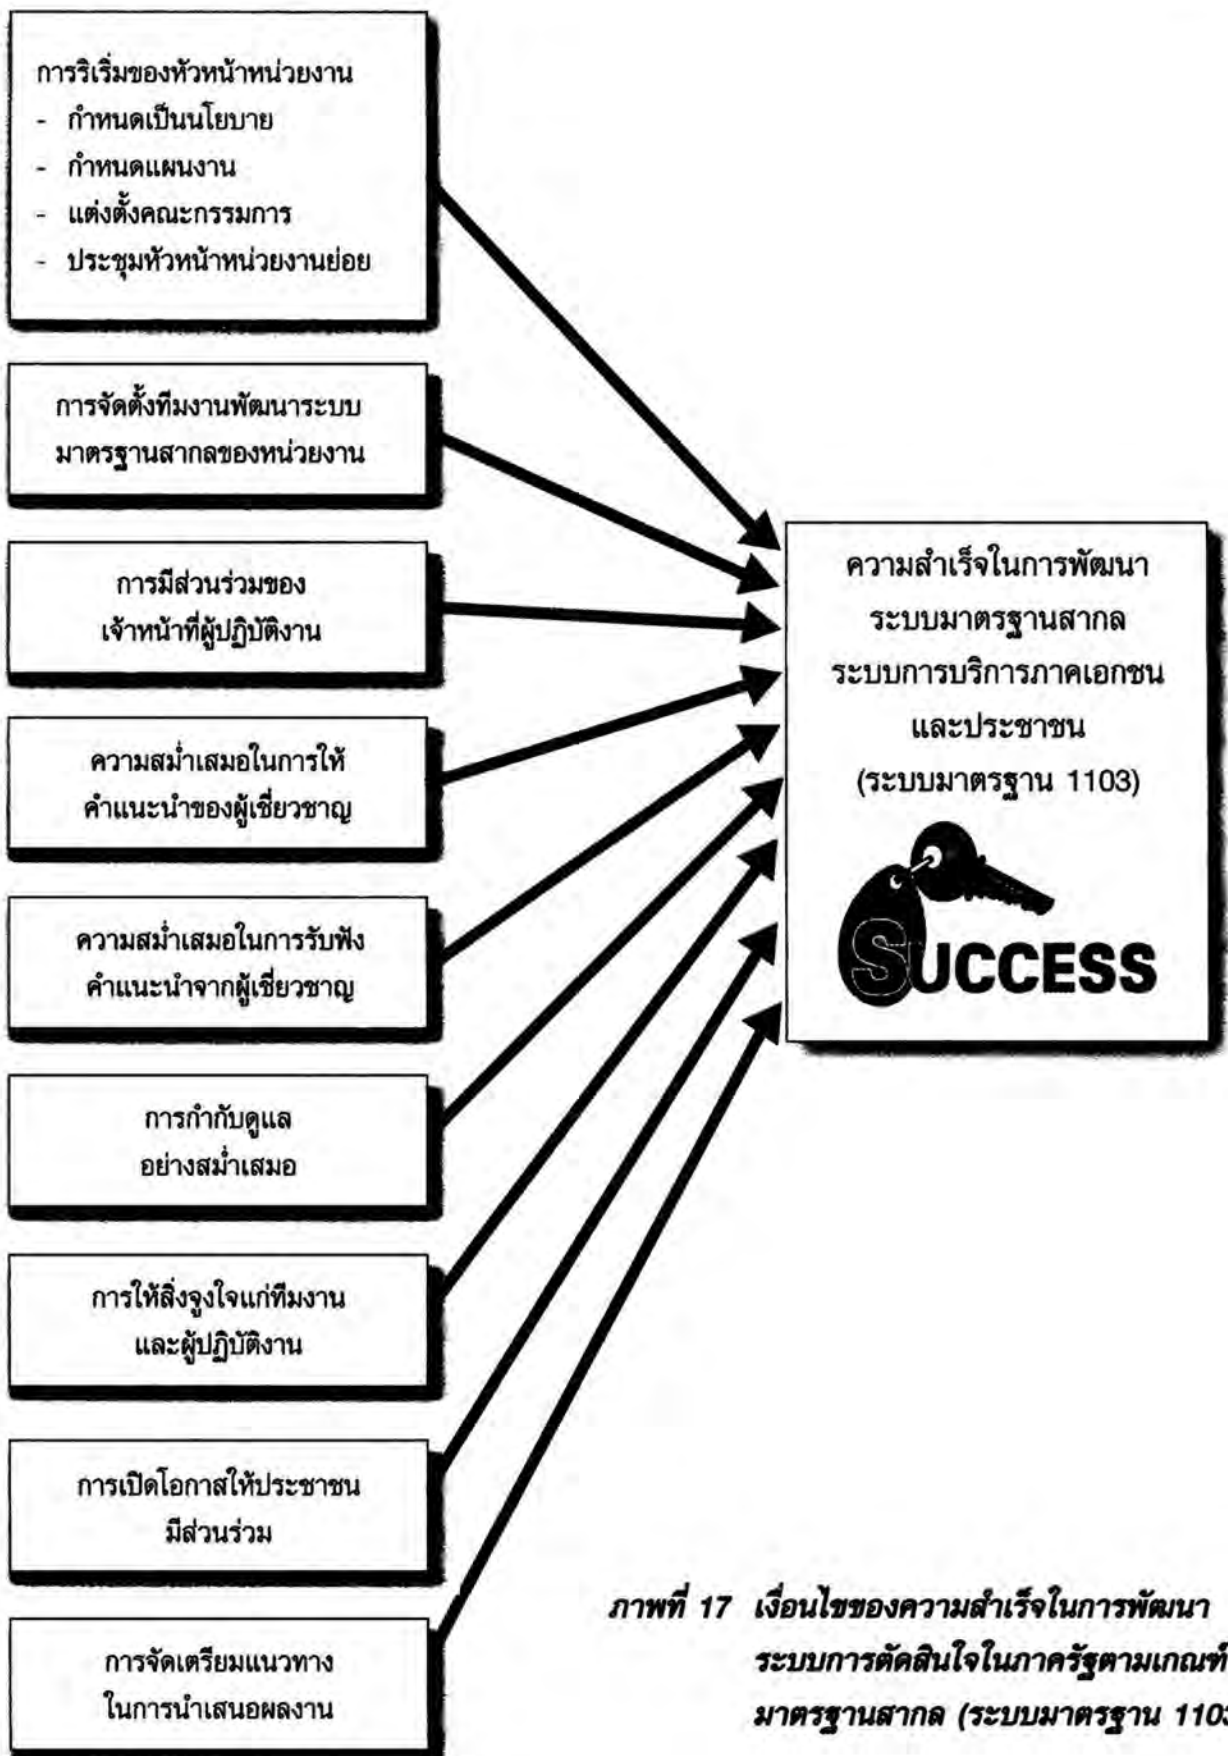 การริเริ่มของหัวหน้าหน่วยงาน
- กำหนดเป็นนโยบาย
- กำหนดแผนงาน
- แต่งตั้งคณะกรรมการ
- ประชุมหัวหน้าหน่วยงานย่อย
การจัดตั้งทีมงานพัฒนาระบบ
มาตรฐานสากลของหน่วยงาน
การมีส่วนร่วมของ
เจ้าหน้าที่ผู้ปฏิบัติงาน
ความสม่ำเสมอในการให้
คำแนะนำของผู้เชี่ยวชาญ
ความสม่ำเสมอในการรับฟัง
คำแนะนำจากผู้เชี่ยวชาญ
การกำกับดูแล
อย่างสม่ำเสมอ
การให้สิ่งจูงใจแก่ทีมงาน
และผู้ปฏิบัติงาน
การเปิดโอกาสให้ประชาชน
มีส่วนร่วม
การจัดเตรียมแนวทาง
ในการนำเสนอผลงาน
ความสำเร็จในการพัฒนา
ระบบมาตรฐานสากล
ระบบการบริการภาคเอกชน
และประชาชน
(ระบบมาตรฐาน 1103)
SUCCESS
ภาพที่ 17 เงื่อนไขของความสำเร็จในการพัฒนา
ระบบการตัดสินใจในภาครัฐตามเกณฑ์
มาตรฐานสากล (ระบบมาตรฐาน 1103